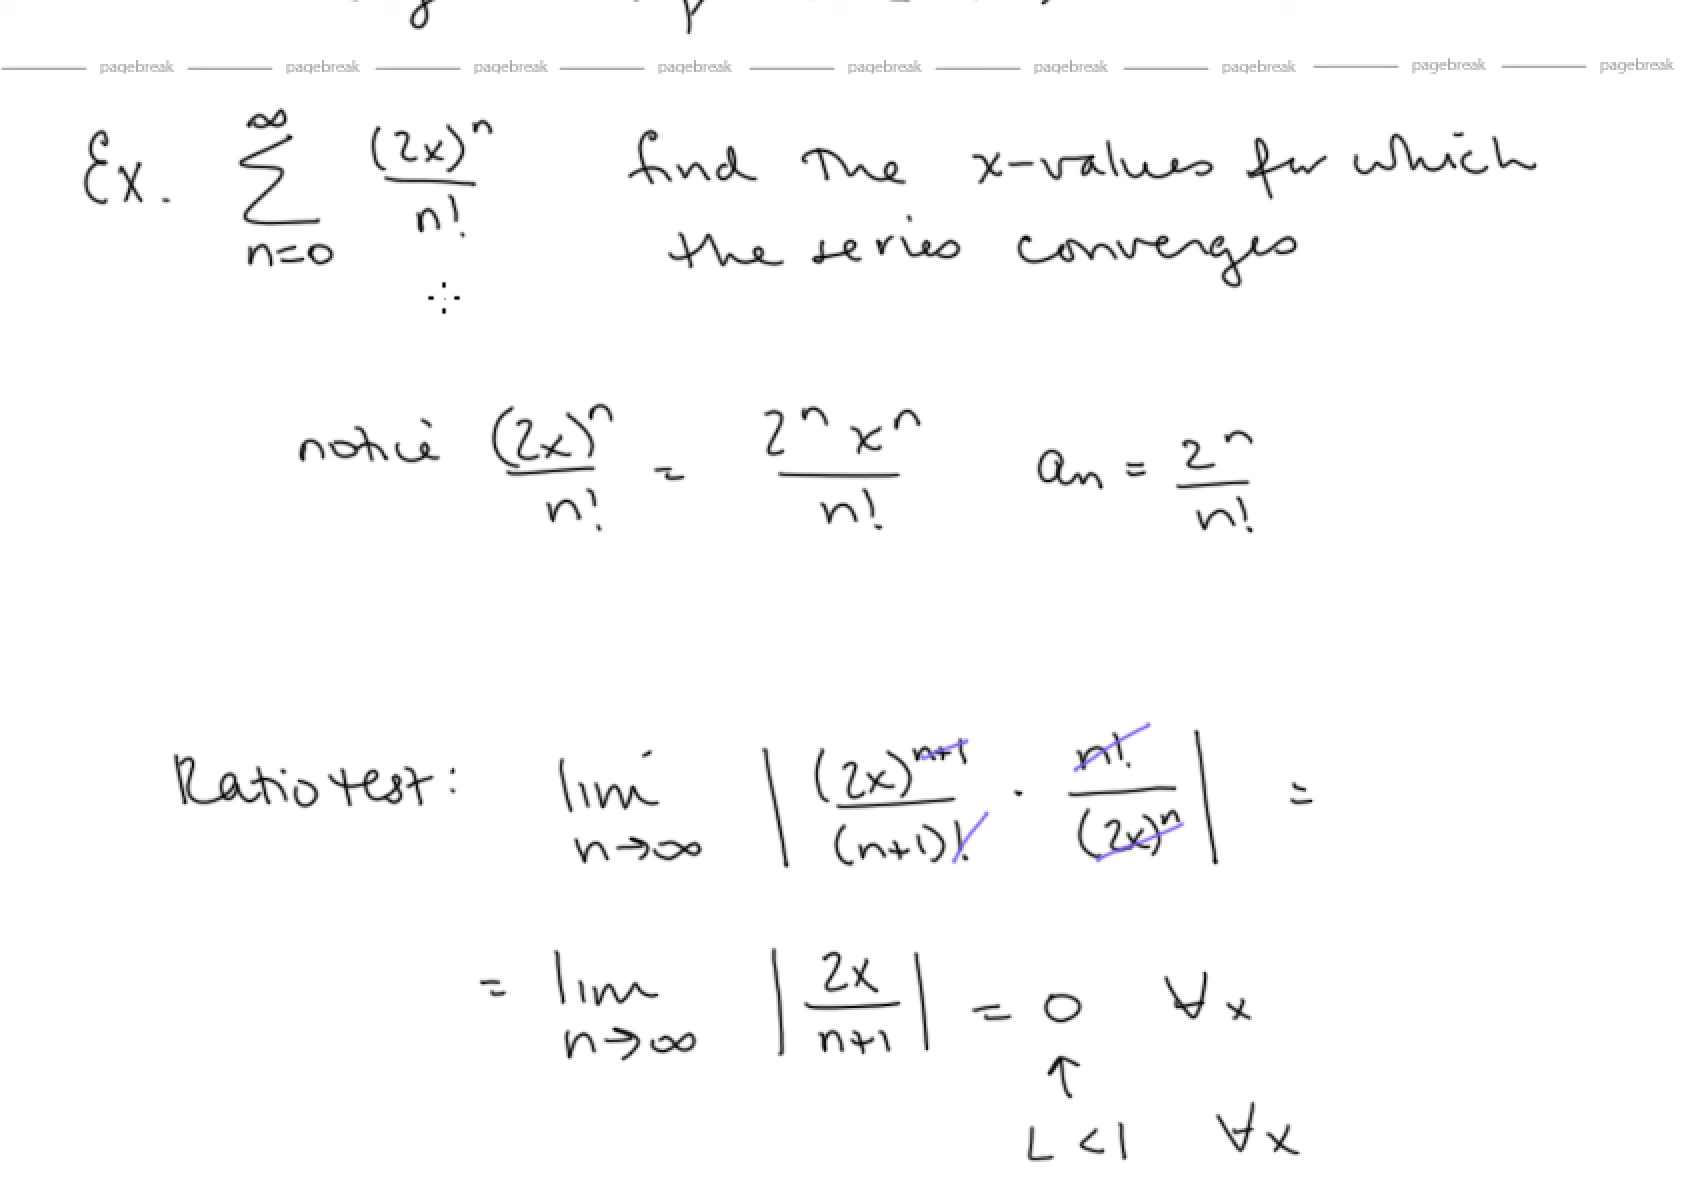 pagebreak pagebreak pagebreak pagebreak pagebreak pagebreak pagebreak pagebreak pagebreak
Ex. ∑_{n=0}^{∞} (2x)^n / n! find the x-values for which
the series converges
notice (2x)^n / n! = 2^n x^n / n! an = 2^n / n!
Ratio test: lim_{n→∞} | (2x)^{n+1} / (n+1)! · n! / (2x)^n | =
= lim_{n→∞} | 2x / n+1 | = 0 ∀x
↑
L < 1 ∀x